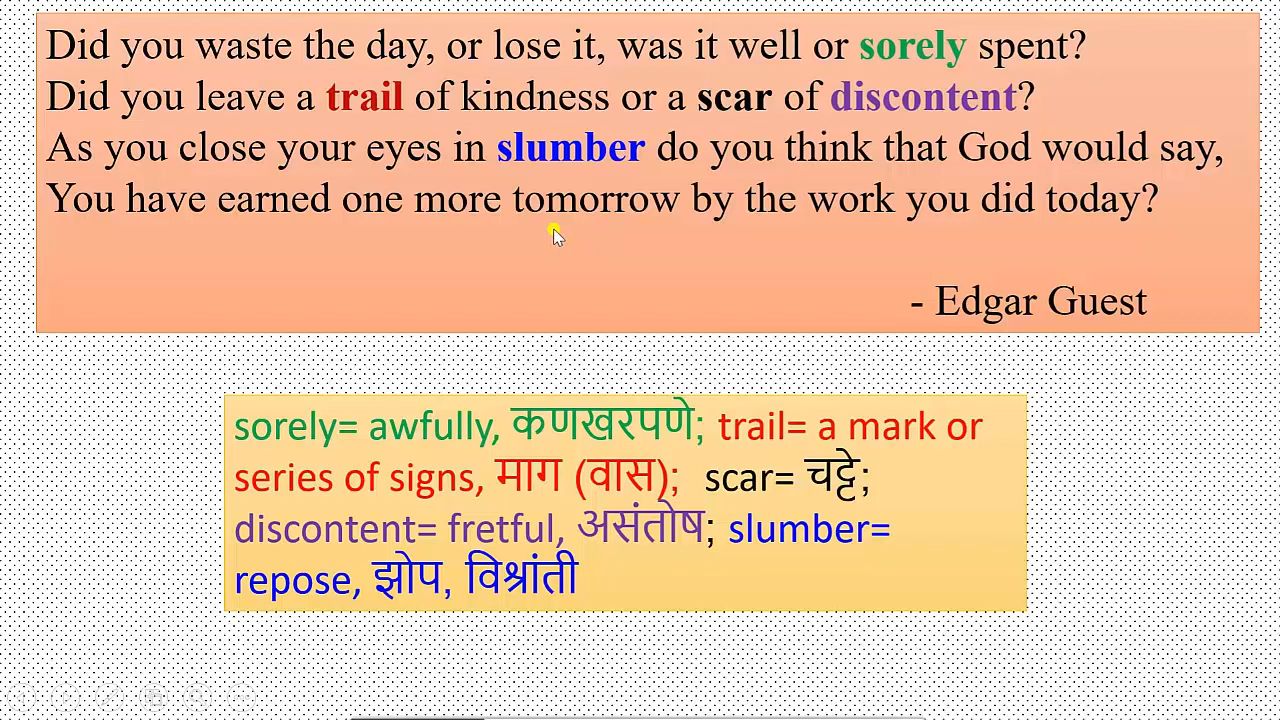 Did you waste the day, or lose it, was it well or sorely spent?
Did you leave a trail of kindness or a scar of discontent?
As you close your eyes in slumber do you think that God would say,
You have earned one more tomorrow by the work you did today?
- Edgar Guest
sorely= awfully, कणखरपणे; trail= a mark or
series of signs, माग (वास); scar= चट्टे;
discontent= fretful, असंतोष; slumber=
repose, झोप, विश्रांती